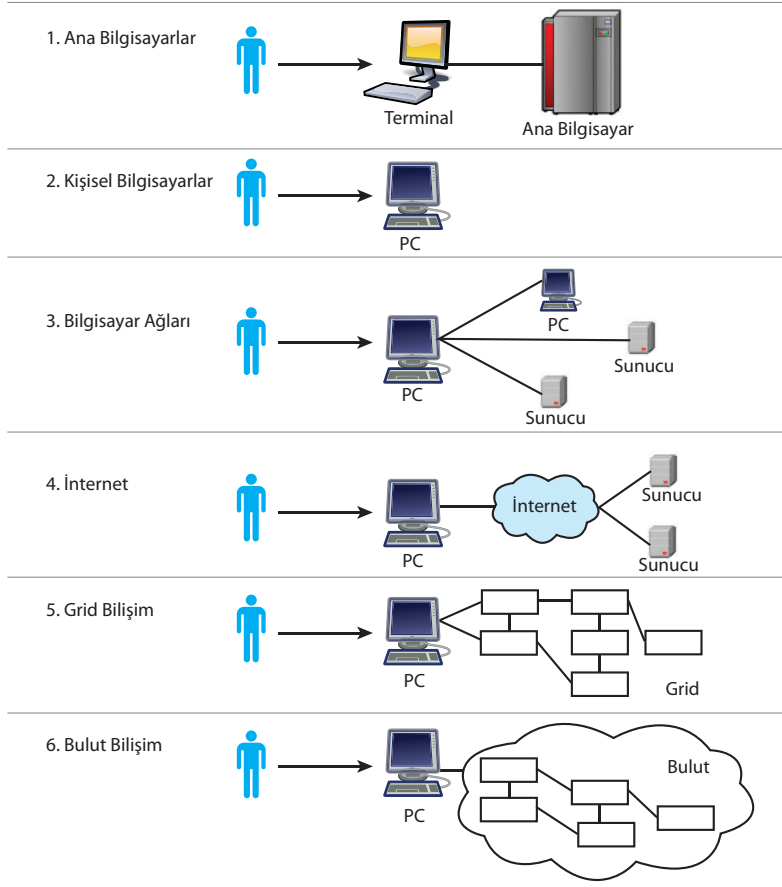 1. Ana Bilgisayarlar
Terminal
Ana Bilgisayar
2. Kişisel Bilgisayarlar
PC
3. Bilgisayar Ağları
PC
Sunucu
PC
Sunucu
4. İnternet
İnternet
Sunucu
PC
Sunucu
5. Grid Bilişim
PC
Grid
6. Bulut Bilişim
Bulut
PC